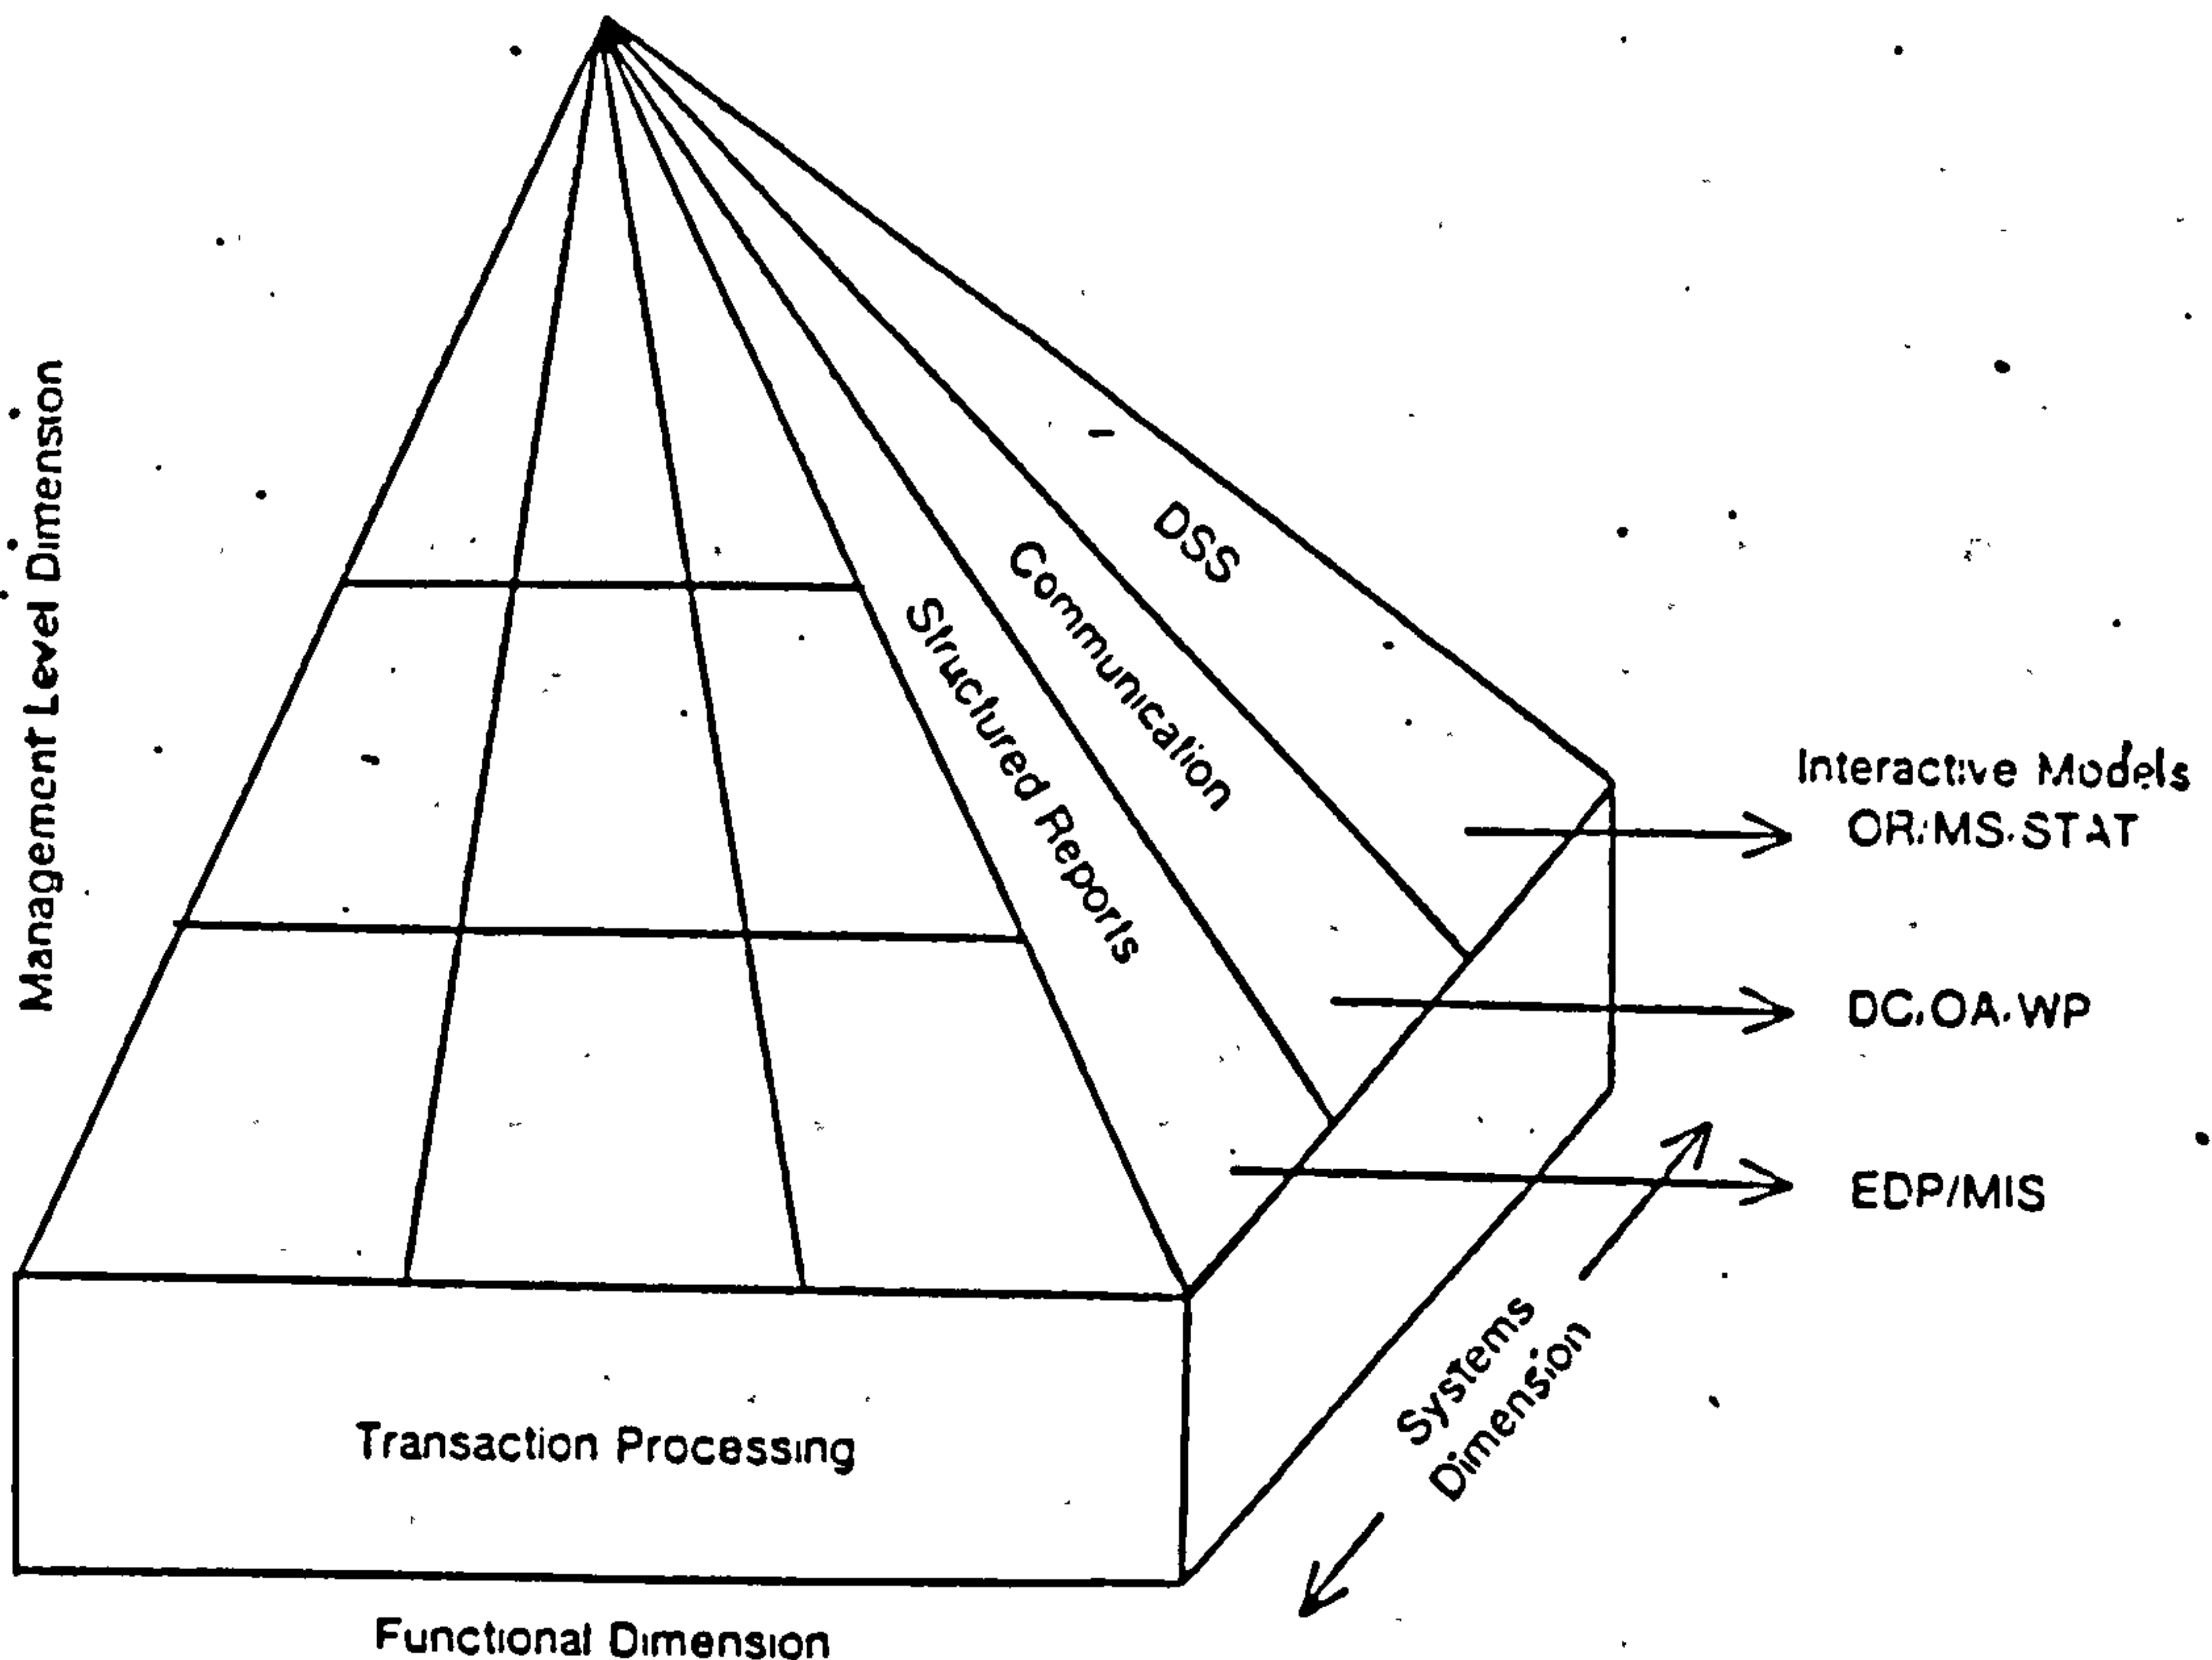 Management Level Dimension
DSS
Communication
Structured Reports
Interactive Models
OR:MS.STAT
DC,OA.WP
EDP/MIS
Systems
Dimension
Transaction Processing
Functional Dimension